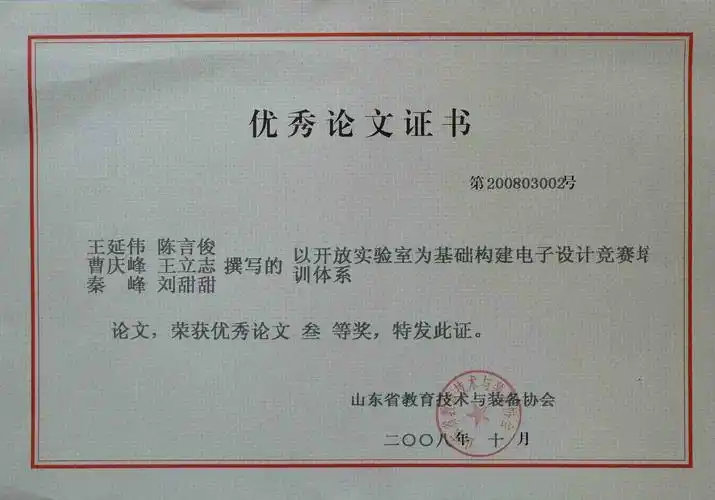 优秀论文证书
第200803002号
王延伟 陈言俊
曹庆峰 王立志 撰写的
秦 峰 刘甜甜
以开放实验室为基础构建电子设计竞赛培
训体系
论文，荣获优秀论文 叁 等奖，特发此证。
山东省教育技术与装备协会
二〇〇八年 十 月